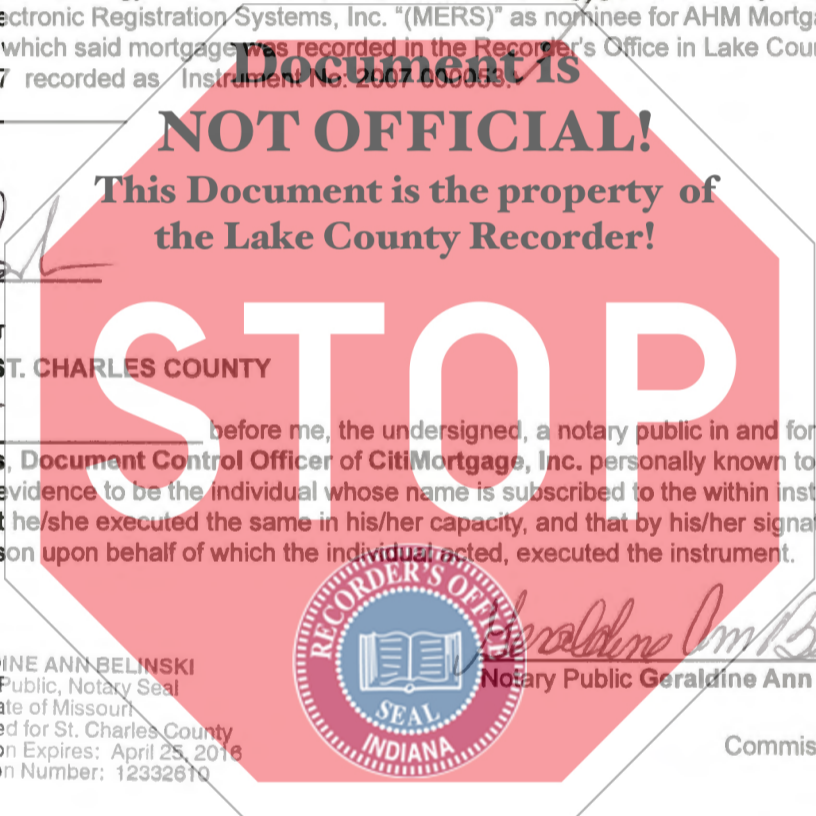 ctronic Registration Systems, Inc. “(MERS)” as nominee for AHM Mortga
which said mortgage was recorded in the Recorder's Office in Lake Cou
7 recorded as Instrument No: 2007 000053.
Document is
NOT OFFICIAL!
This Document is the property of
the Lake County Recorder!
STOP
ST. CHARLES COUNTY
before me, the undersigned, a notary public in and for
, Document Control Officer of CitiMortgage, Inc. personally known to
evidence to be the individual whose name is subscribed to the within inst
t he/she executed the same in his/her capacity, and that by his/her signat
son upon behalf of which the individual acted, executed the instrument.
RECORDER'S OFFICE
SEAL
INDIANA
Geraldine Ann B
Notary Public Geraldine Ann
INE ANN BELINSKI
Public, Notary Seal
ate of Missouri
ed for St. Charles County
on Expires: April 25, 2016
n Number: 12332610
Commis